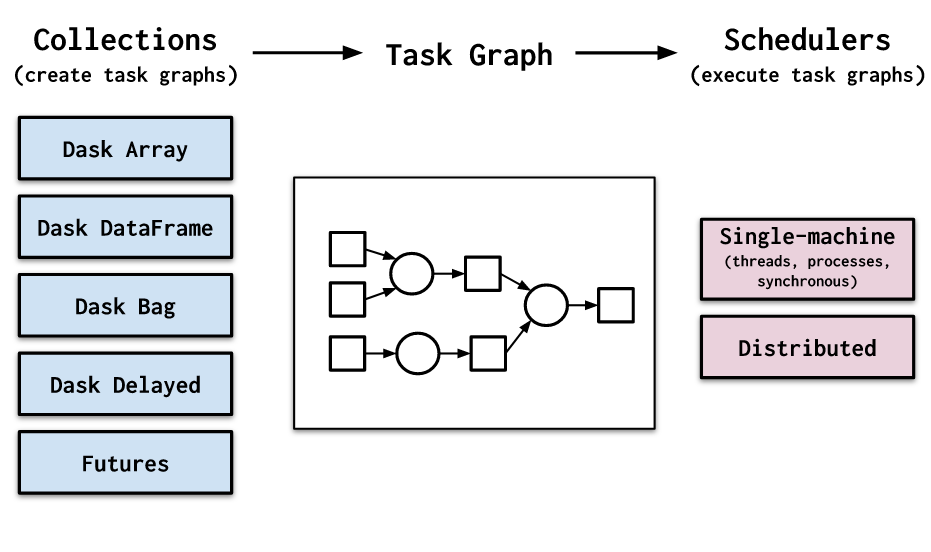 Collections
(create task graphs)
Task Graph
Schedulers
(execute task graphs)
Dask Array
Dask DataFrame
Dask Bag
Dask Delayed
Futures
Single-machine
(threads, processes,
synchronous)
Distributed